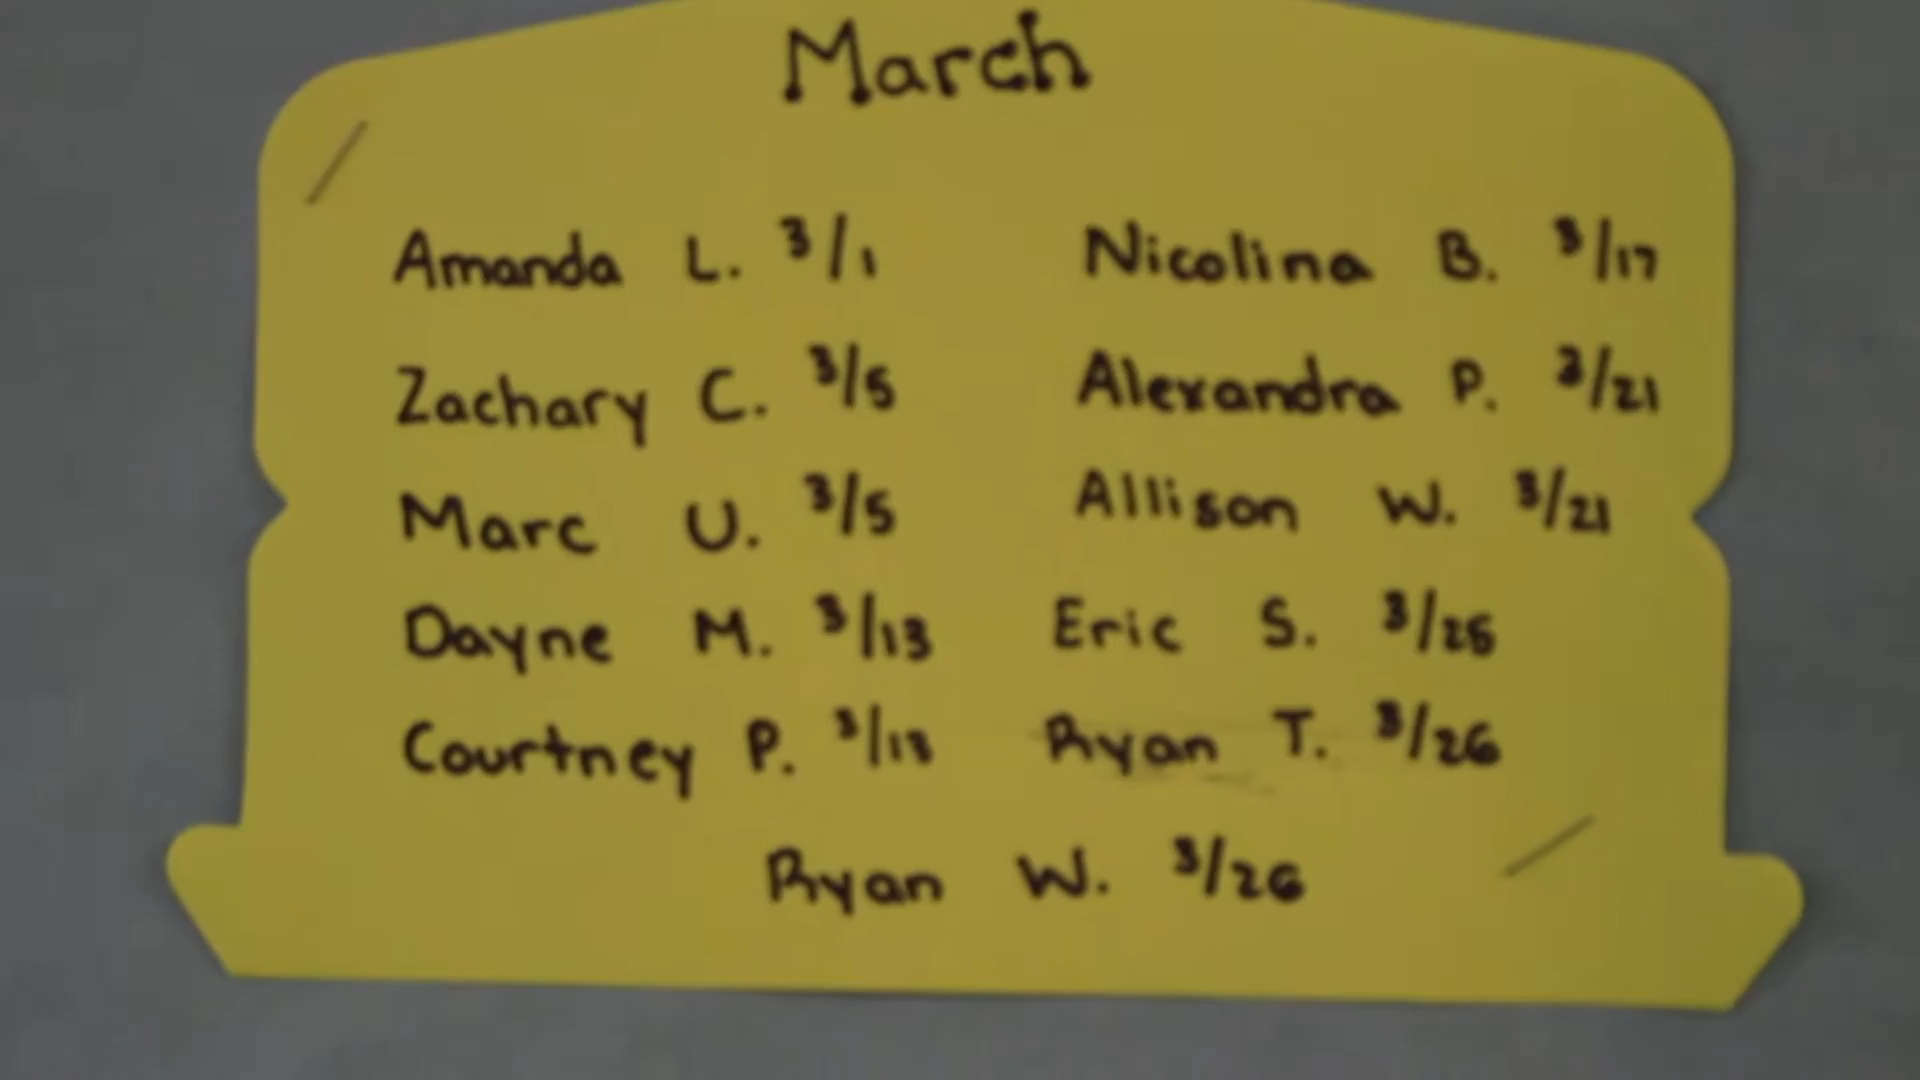 March
Amanda L. 3/1
Zachary C. 3/5
Marc U. 3/5
Dayne M. 3/13
Courtney P. 3/13
Nicolina B. 3/17
Alexandra P. 3/21
Allison W. 3/21
Eric S. 3/25
Ryan T. 3/26
Ryan W. 3/26